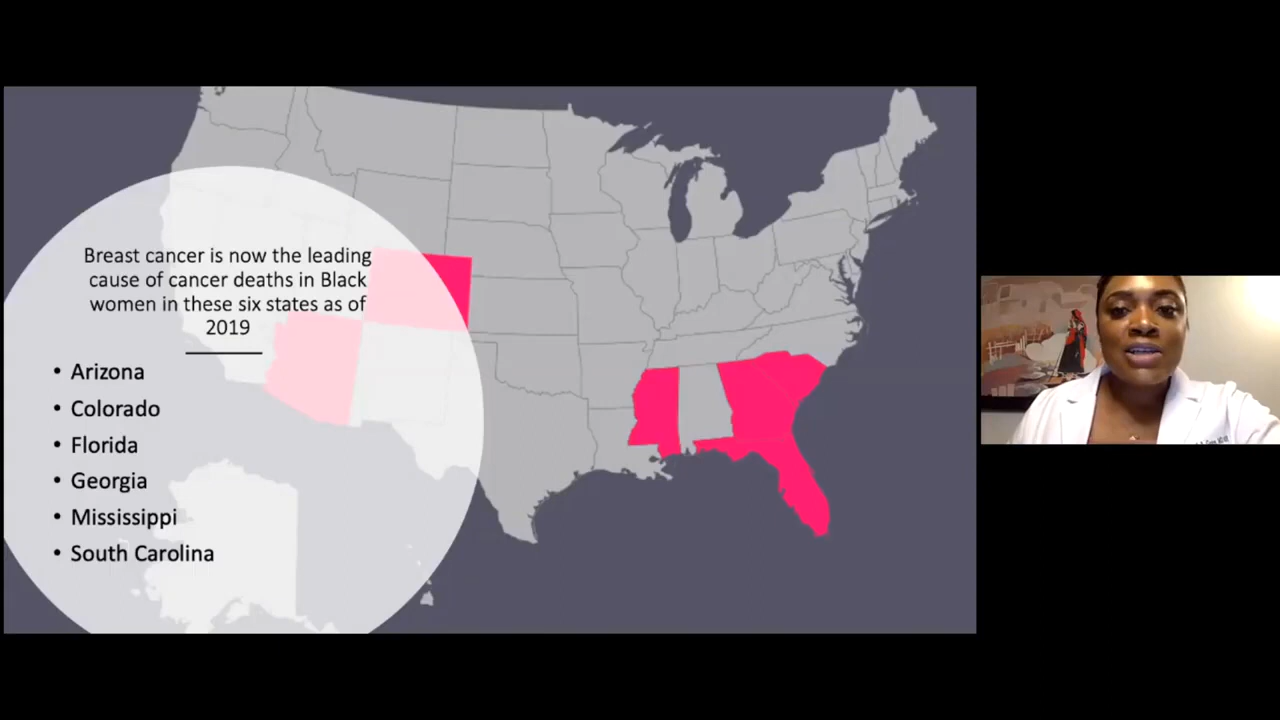 Breast cancer is now the leading
cause of cancer deaths in Black
women in these six states as of
2019
• Arizona
• Colorado
• Florida
• Georgia
• Mississippi
• South Carolina